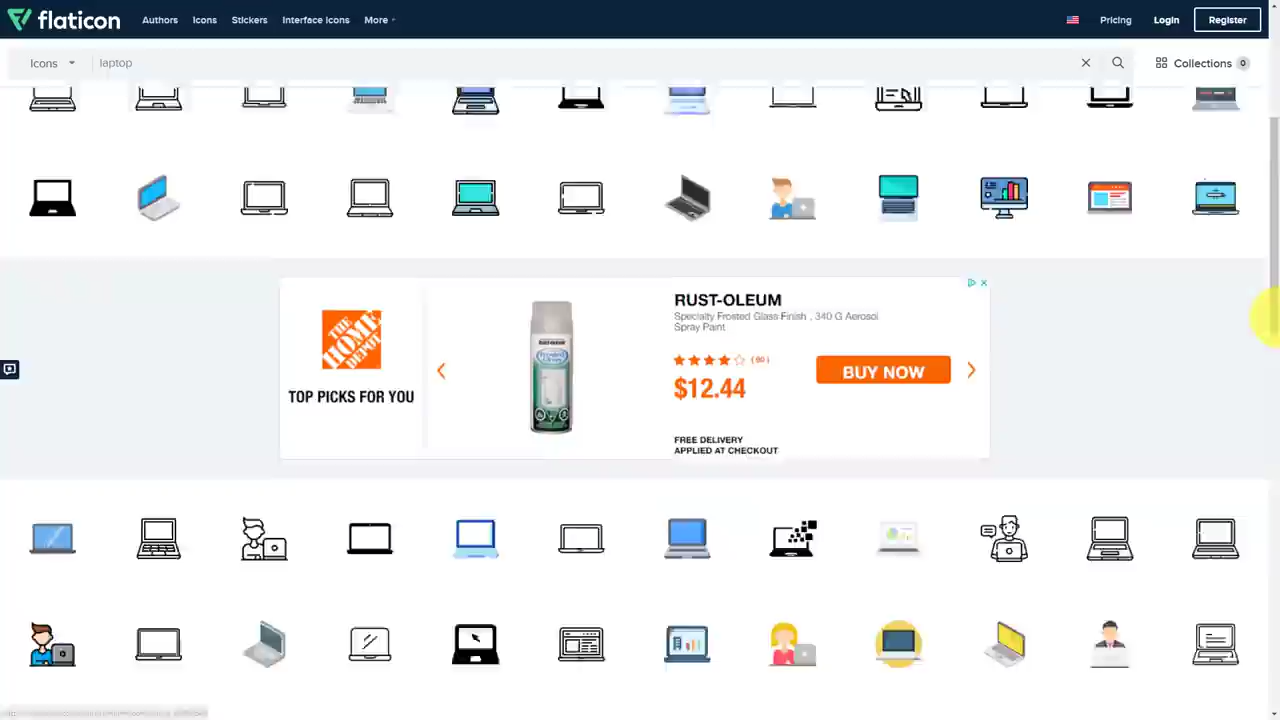 flaticon Authors Icons Stickers Interface Icons More Pricing Login Register
Icons laptop Collections 0
THE HOME DEPOT
TOP PICKS FOR YOU
RUST-OLEUM
Specialty Frosted Glass Finish , 340 G Aerosol
Spray Paint
(60)
$12.44
BUY NOW
FREE DELIVERY
APPLIED AT CHECKOUT